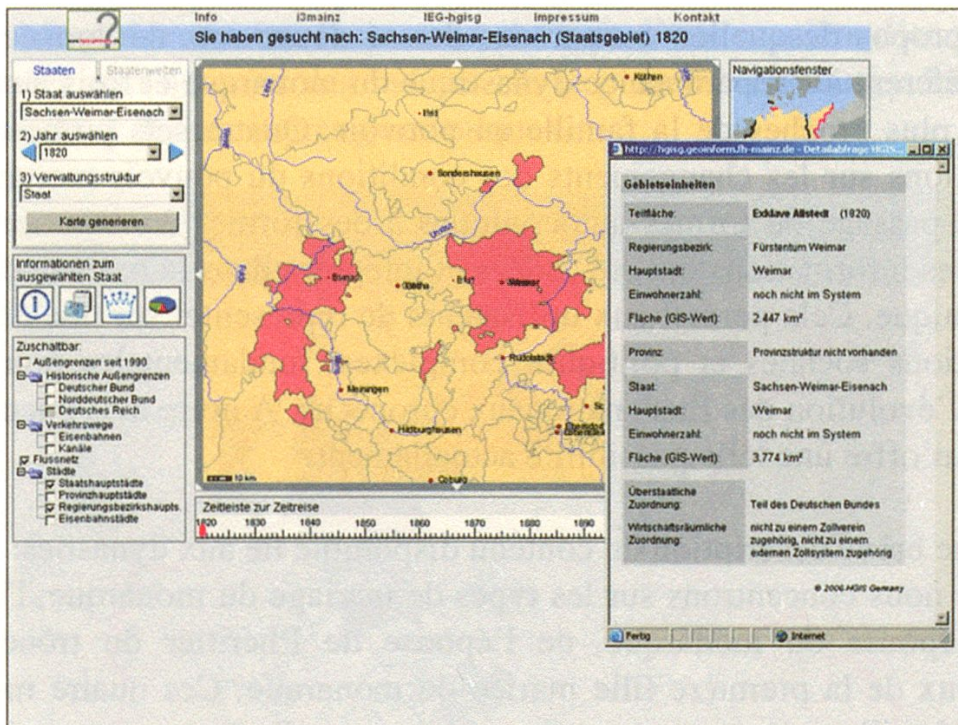 Info i3mainz IEG-hgisg Impressum Kontakt
Sie haben gesucht nach: Sachsen-Weimar-Eisenach (Staatsgebiet) 1820
Staaten Staatenwelten
1) Staat auswählen
Sachsen-Weimar-Eisenach
2) Jahr auswählen
1820
3) Verwaltungsstruktur
Staat
Karte generieren
Informationen zum
ausgewählten Staat
Zuschaltbar:
Außengrenzen seit 1990
Historische Außengrenzen
Deutscher Bund
Norddeutscher Bund
Deutsches Reich
Verkehrswege
Eisenbahnen
Kanäle
Flussnetz
Städte
Staatshauptstädte
Provinzhauptstädte
Regierungsbezirkshaupts.
Eisenbahnstädte
Köthen
Sondershausen
Unstrut
Eisenach
Gotha
Erfurt
Weimar
Rudolstadt
Meiningen
Hildburghausen
Coburg
10 km
Zeitleiste zur Zeitreise
1820 1830 1840 1850 1860 1870 1880 1890
Navigationsfenster
http://hgisg.geoinform.fh-mainz.de - Detailabfrage HGIS...
Gebietseinheiten
Teilfläche: Exklave Allstedt (1820)
Regierungsbezirk: Fürstentum Weimar
Hauptstadt: Weimar
Einwohnerzahl: noch nicht im System
Fläche (GIS-Wert): 2.447 km²
Provinz: Provinzstruktur nicht vorhanden
Staat: Sachsen-Weimar-Eisenach
Hauptstadt: Weimar
Einwohnerzahl: noch nicht im System
Fläche (GIS-Wert): 3.774 km²
Überstaatliche
Zuordnung: Teil des Deutschen Bundes
Wirtschaftsräumliche
Zuordnung: nicht zu einem Zollverein
zugehörig, nicht zu einem
externen Zollsystem zugehörig
© 2006 HGIS Germany
Fertig Internet